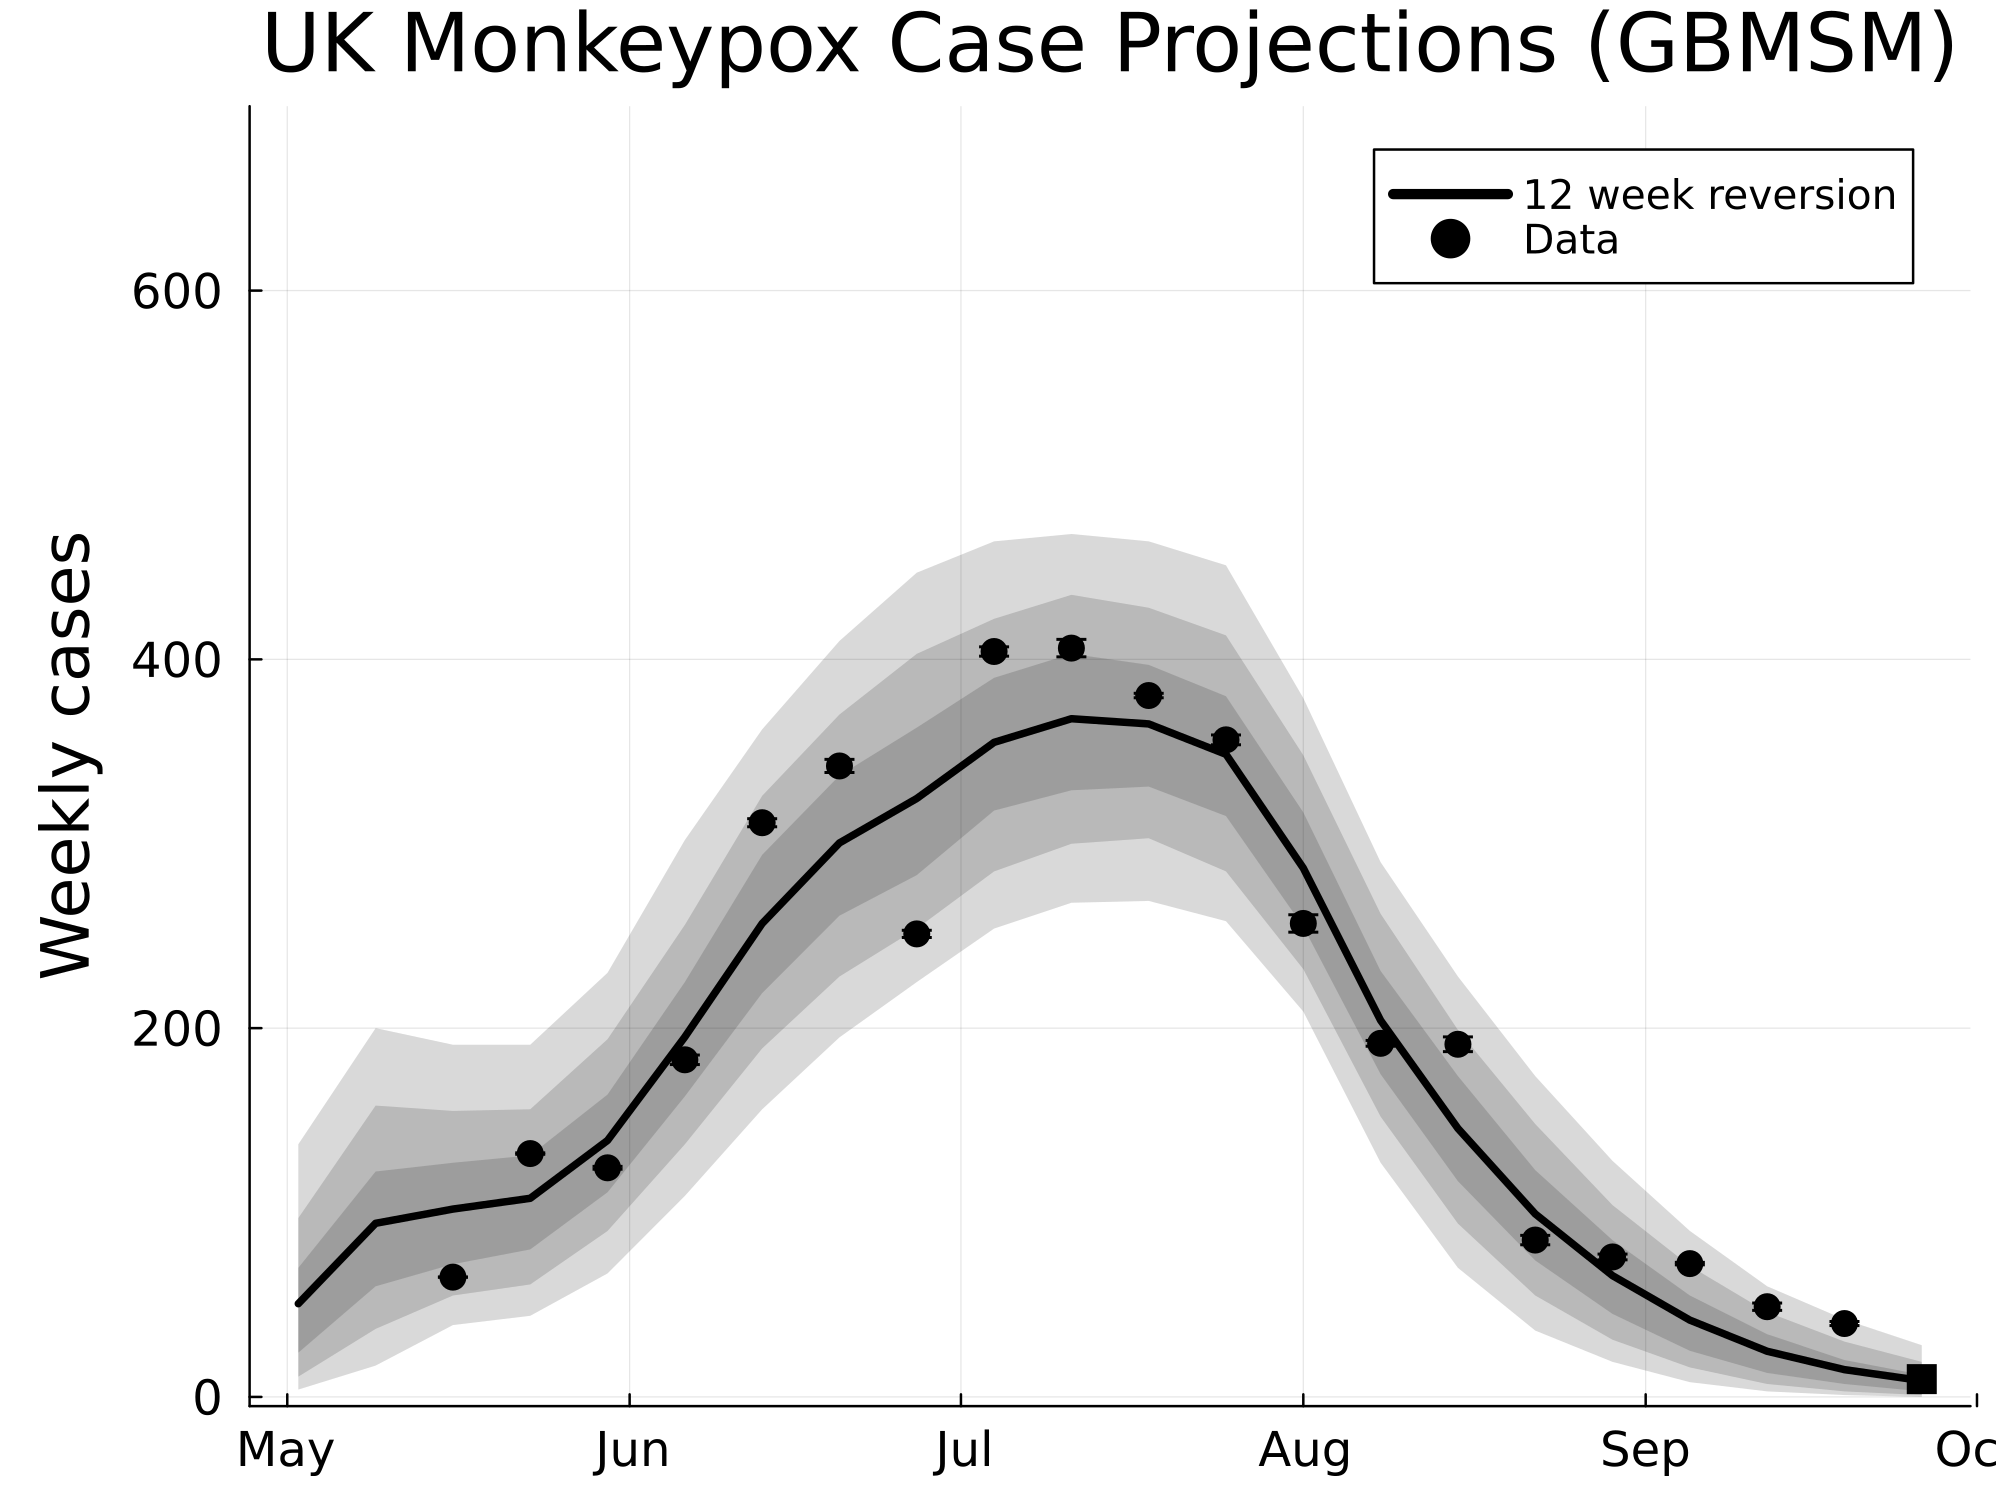 UK Monkeypox Case Projections (GBMSM)
12 week reversion
Data
Weekly cases
600
400
200
0
May Jun Jul Aug Sep Oc